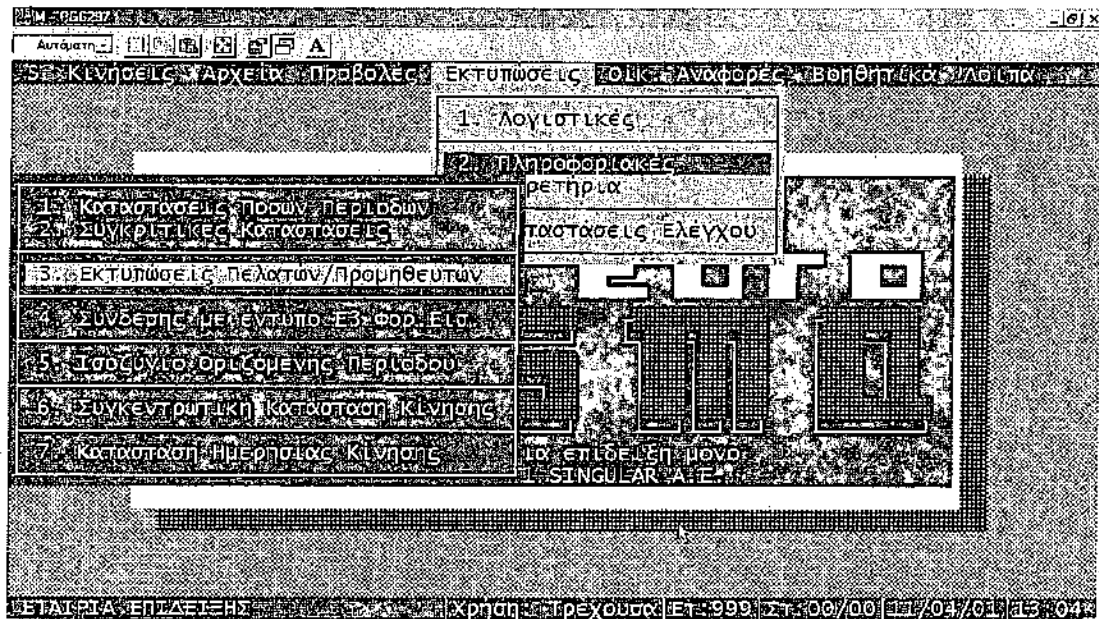 Αυτόματη
A
Σ Κινήσεις Αρχεία Προβολές Εκτυπώσεις Οικ. Αναφορές Βοηθητικά Λοιπά
1. Λογιστικές
2. Πληροφοριακές
ρετήρια
ταστάσεις Ελέγχου
1. Καταστάσεις Ποσών Περιόδων
2. Συγκριτικές Καταστάσεις
3. Εκτυπώσεις Πελατών/Προμηθευτών
4. Σύνδεσης με έντυπο Ε3 Φορ.Εισ.
5. Ισοζύγιο Οριζόμενης Περιόδου
6. Συγκεντρωτική Κατάσταση Κίνησης
7. Κατάσταση Ημερήσιας Κίνησης
ια επίδειξη μόνο
SINGULAR A.E.
ΕΤΑΙΡΙΑ ΕΠΙΔΕΙΞΗΣ Χρήση: Τρέχουσα ΕΤ:999 ΣΤ:00/00 11/04/01 13:04